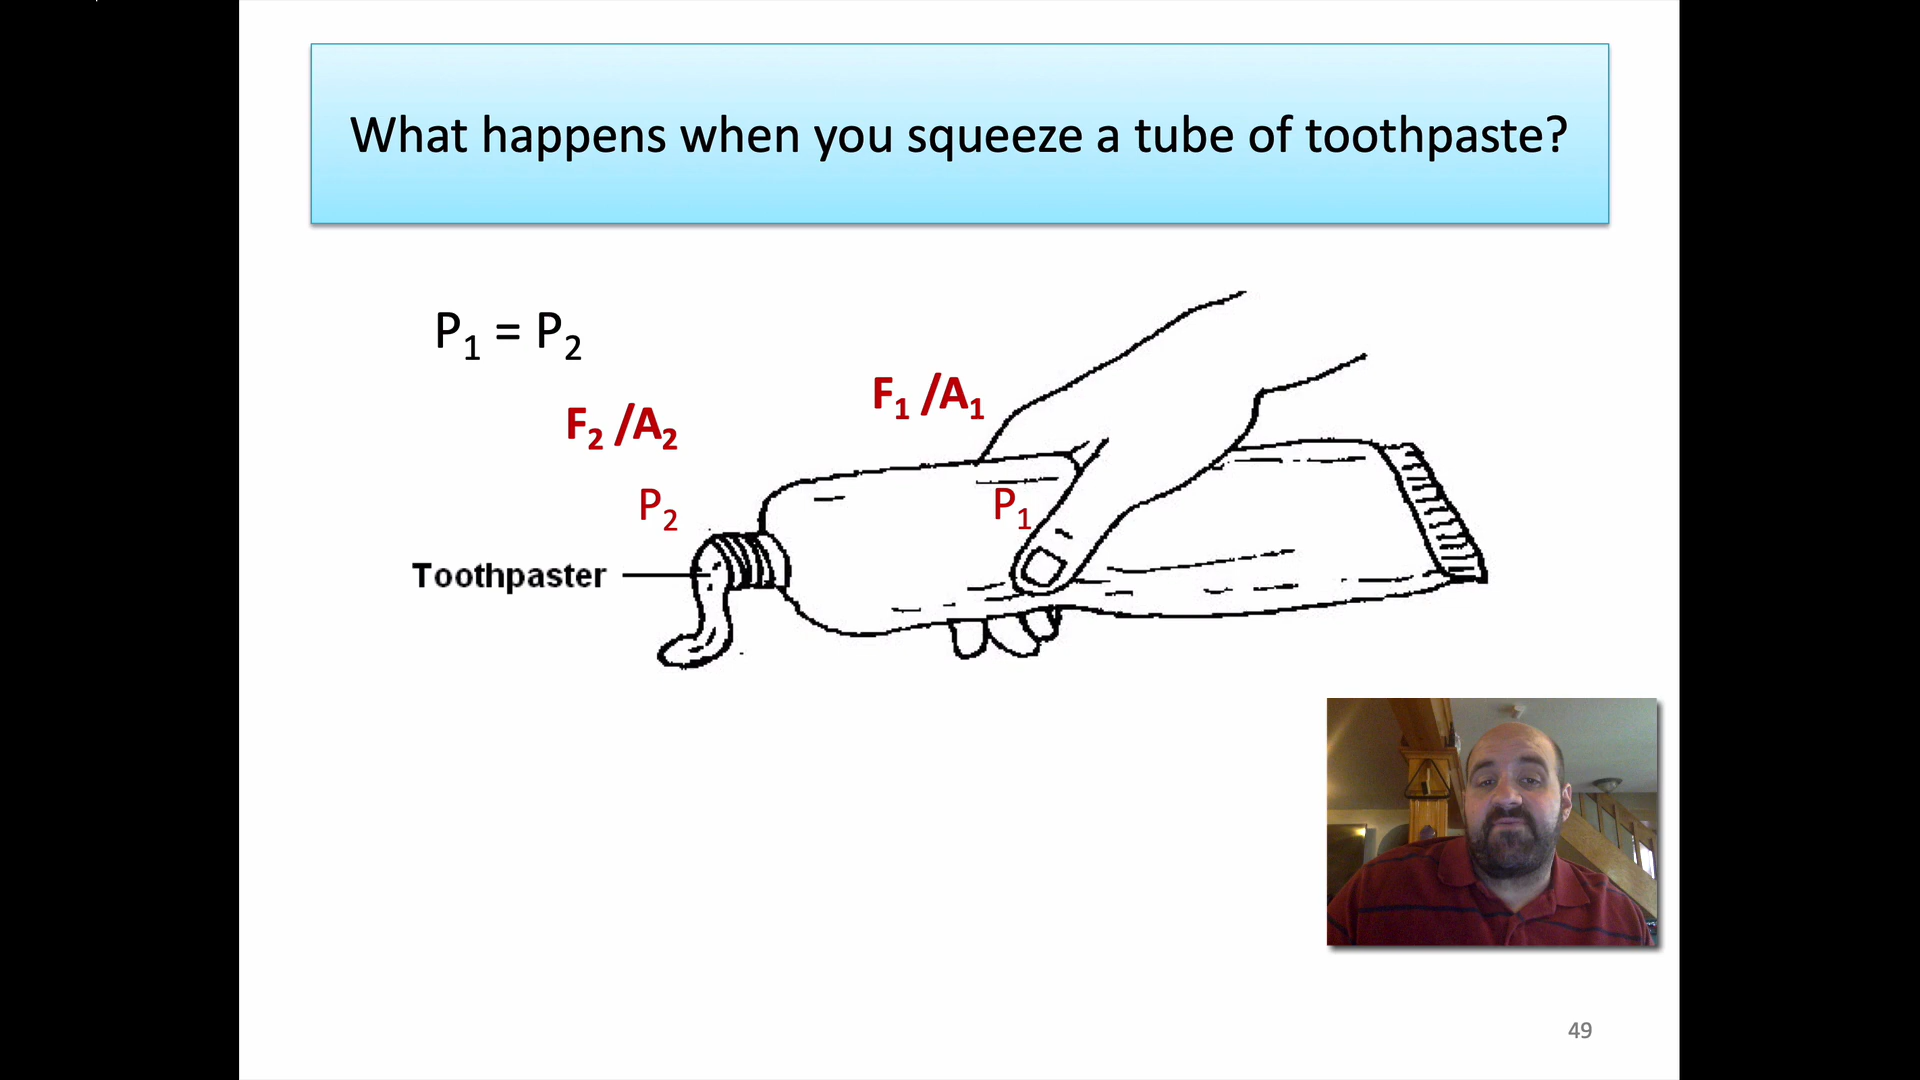 What happens when you squeeze a tube of toothpaste?
P₁ = P₂
F₁ /A₁
F₂ /A₂
P₂
P₁
Toothpaster
49